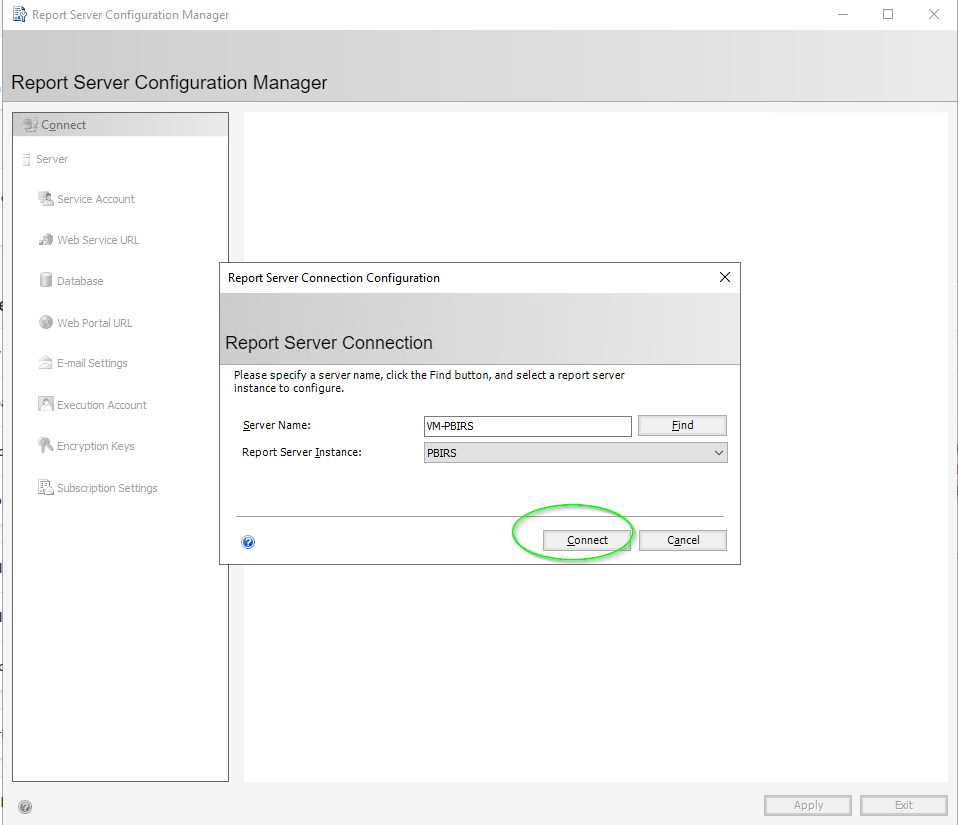 Report Server Configuration Manager
Report Server Configuration Manager
Connect
Server
Service Account
Web Service URL
Database
Web Portal URL
E-mail Settings
Execution Account
Encryption Keys
Subscription Settings
Report Server Connection Configuration
Report Server Connection
Please specify a server name, click the Find button, and select a report server
instance to configure.
Server Name:
VM-PBIRS
Find
Report Server Instance:
PBIRS
Connect
Cancel
Apply
Exit